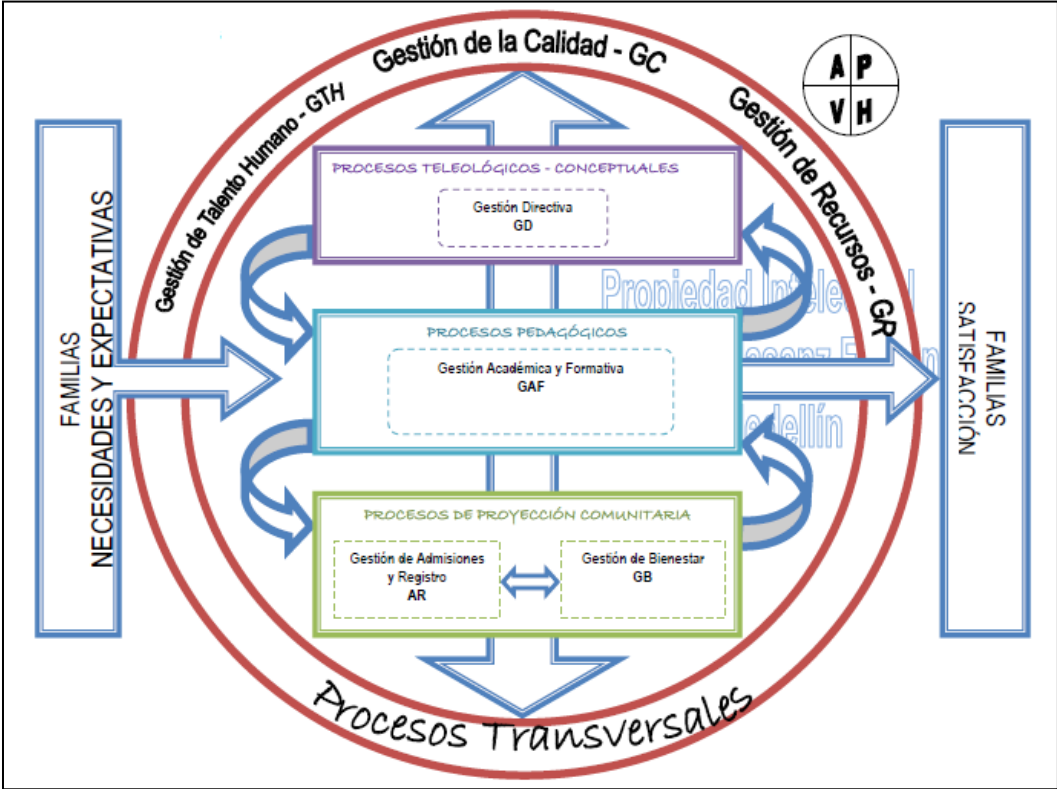 Gestión de la Calidad - GC
Gestión de Talento Humano - GTH
Gestión de Recursos - GR
A P
V H
FAMILIAS
NECESIDADES Y EXPECTATIVAS
PROCESOS TELEOLÓGICOS - CONCEPTUALES
Gestión Directiva
GD
PROCESOS PEDAGÓGICOS
Gestión Académica y Formativa
GAF
PROCESOS DE PROYECCIÓN COMUNITARIA
Gestión de Admisiones
y Registro
AR
Gestión de Bienestar
GB
FAMILIAS
SATISFACCIÓN
Propiedad
Procesos Transversales